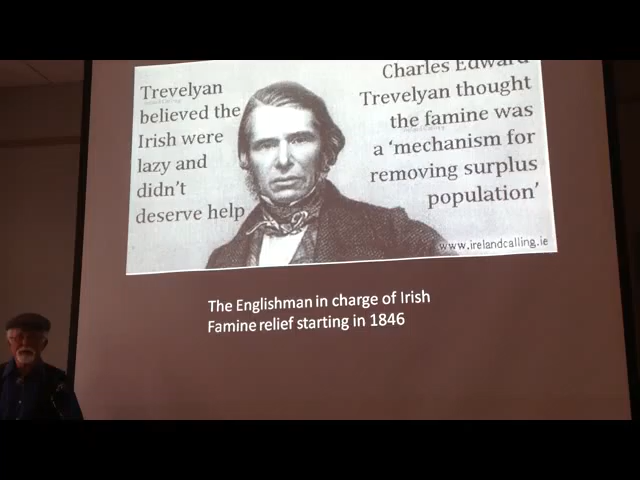 Trevelyan
believed the
Irish were
lazy and
didn't
deserve help
Charles Edward
Trevelyan thought
the famine was
a 'mechanism for
removing surplus
population'
www.irelandcalling.ie
The Englishman in charge of Irish
Famine relief starting in 1846